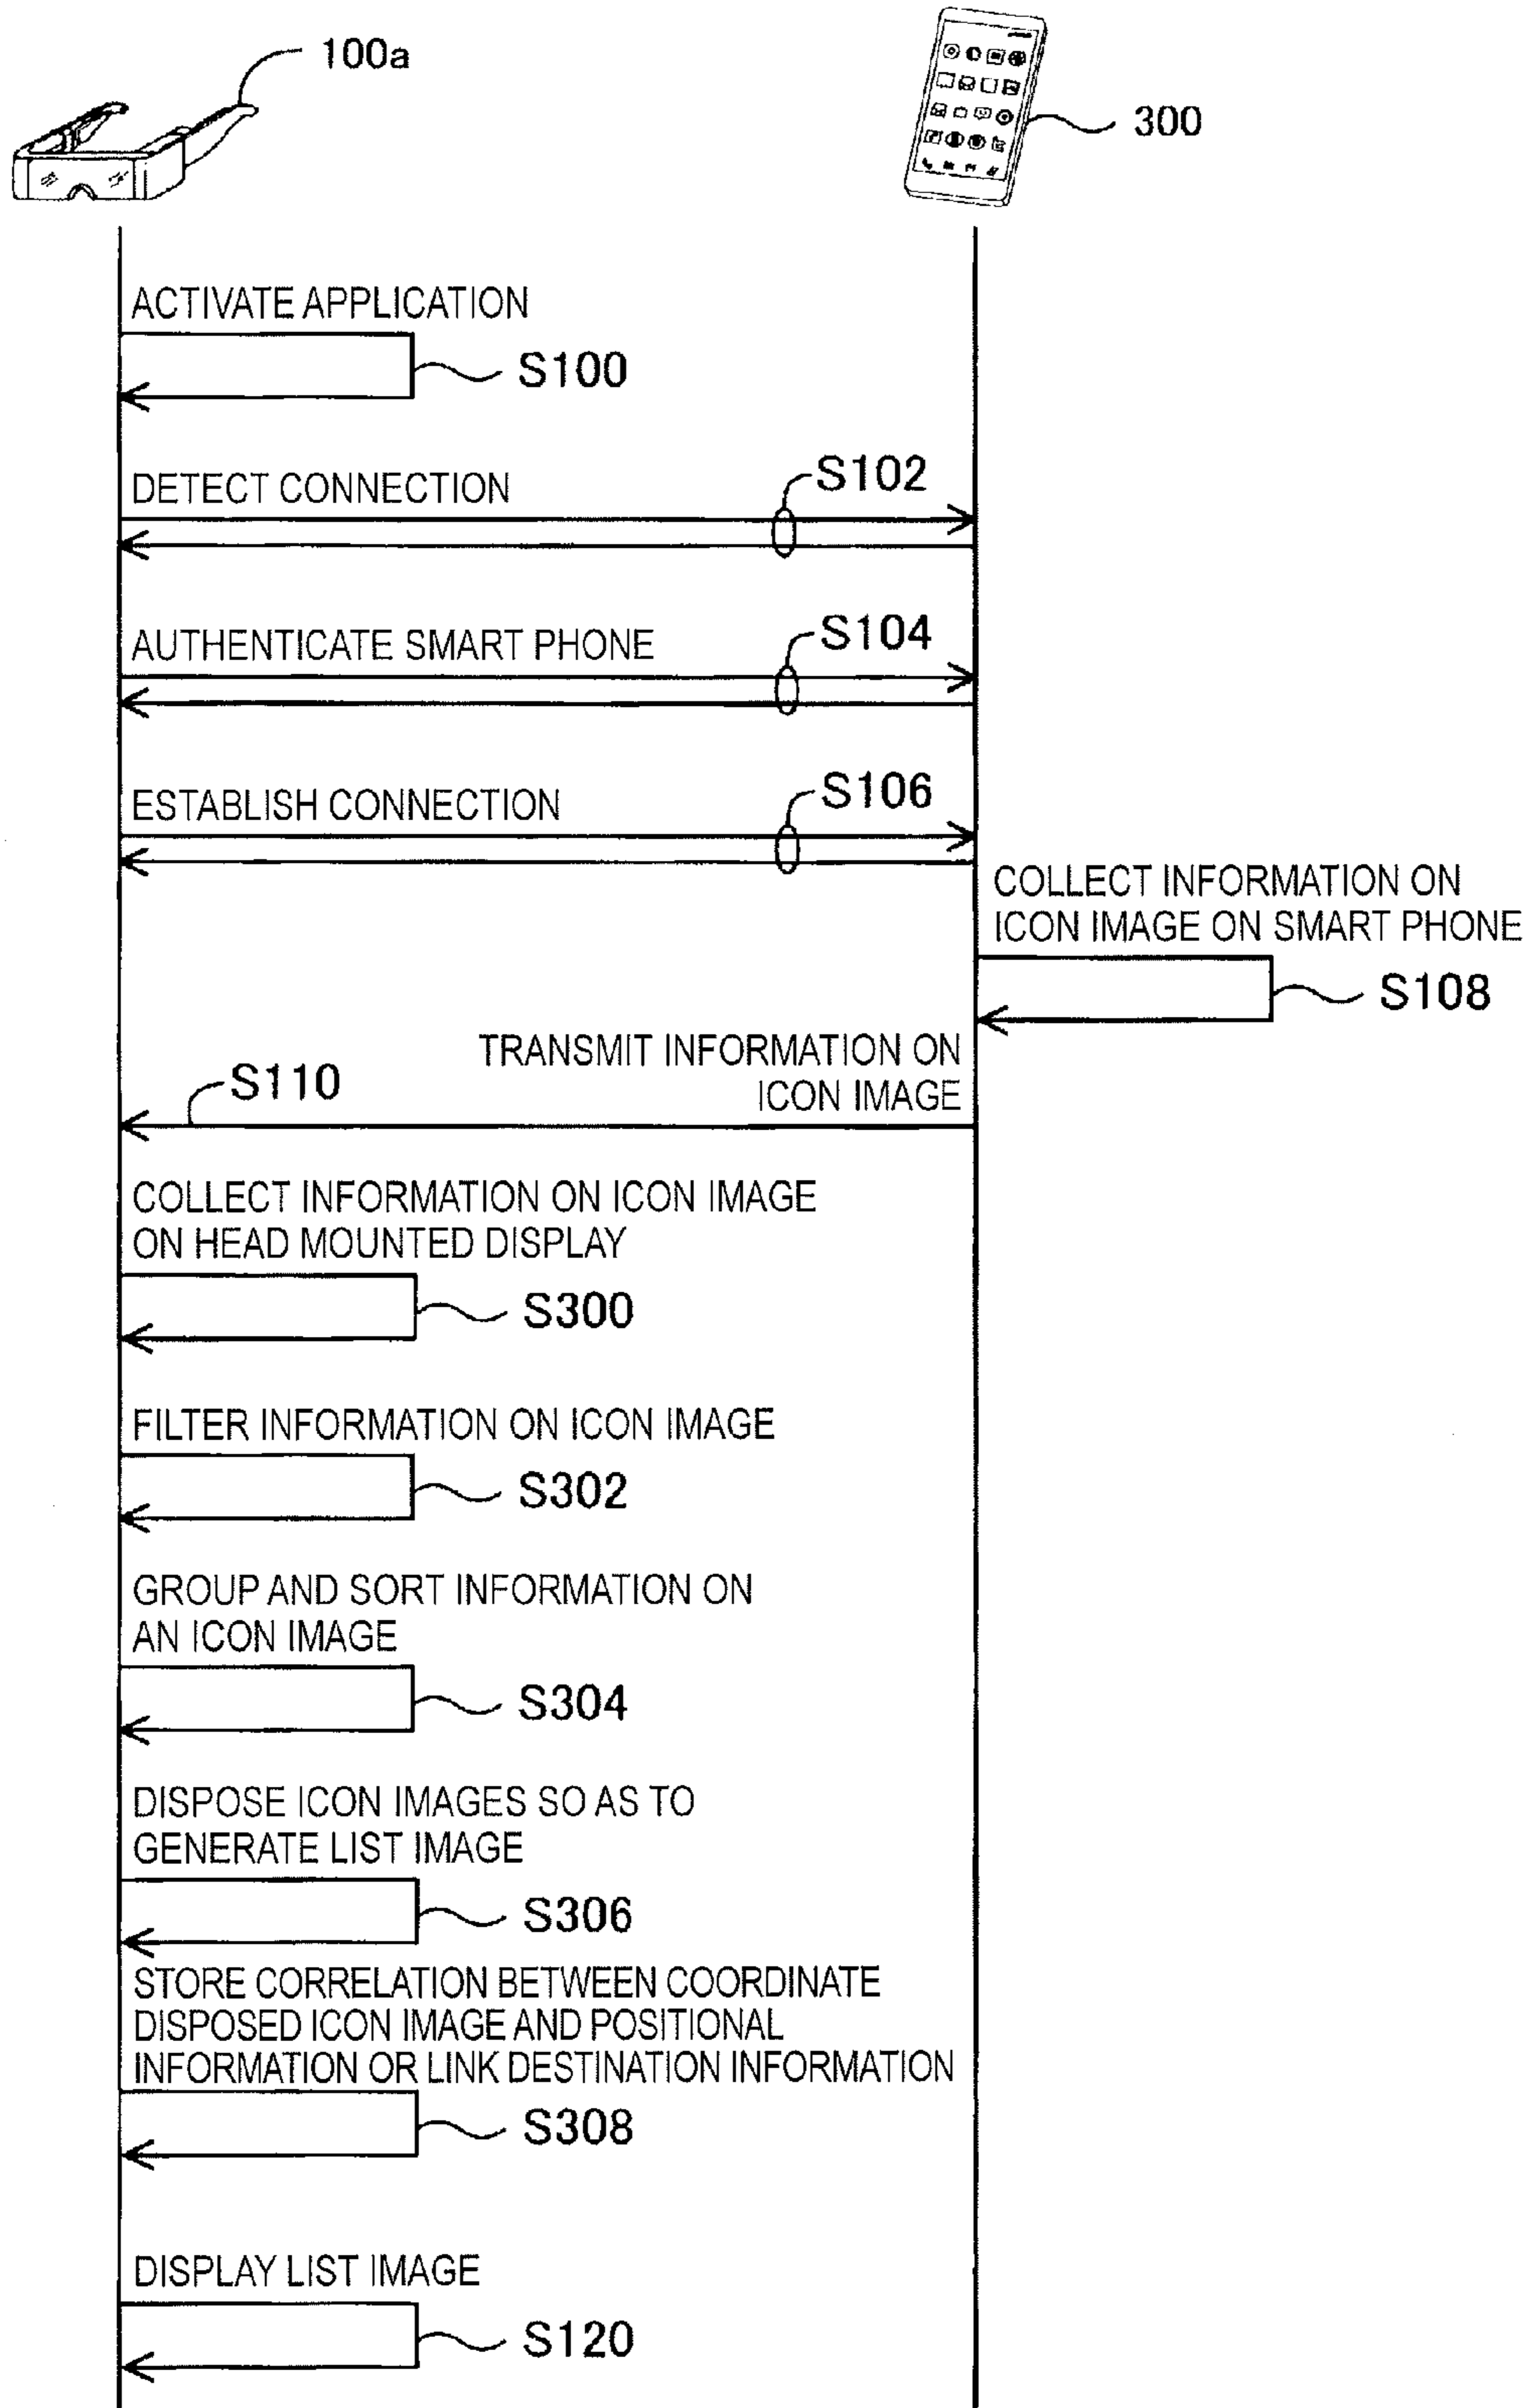 100a
300
ACTIVATE APPLICATION
S100
S102
DETECT CONNECTION
S104
AUTHENTICATE SMART PHONE
S106
ESTABLISH CONNECTION
COLLECT INFORMATION ON
ICON IMAGE ON SMART PHONE
S108
TRANSMIT INFORMATION ON
ICON IMAGE
S110
COLLECT INFORMATION ON ICON IMAGE
ON HEAD MOUNTED DISPLAY
S300
FILTER INFORMATION ON ICON IMAGE
S302
GROUP AND SORT INFORMATION ON
AN ICON IMAGE
S304
DISPOSE ICON IMAGES SO AS TO
GENERATE LIST IMAGE
S306
STORE CORRELATION BETWEEN COORDINATE
DISPOSED ICON IMAGE AND POSITIONAL
INFORMATION OR LINK DESTINATION INFORMATION
S308
DISPLAY LIST IMAGE
S120